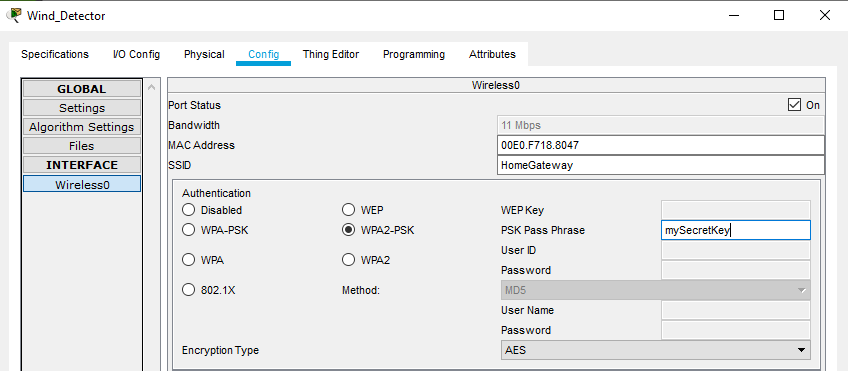 Wind_Detector
Specifications I/O Config Physical Config Thing Editor Programming Attributes
GLOBAL
Settings
Algorithm Settings
Files
INTERFACE
Wireless0
Wireless0
Port Status On
Bandwidth 11 Mbps
MAC Address 00E0.F718.8047
SSID HomeGateway
Authentication
Disabled WEP WEP Key
WPA-PSK WPA2-PSK PSK Pass Phrase mySecretKey
User ID
WPA WPA2
Password
802.1X Method: MD5
User Name
Password
Encryption Type AES